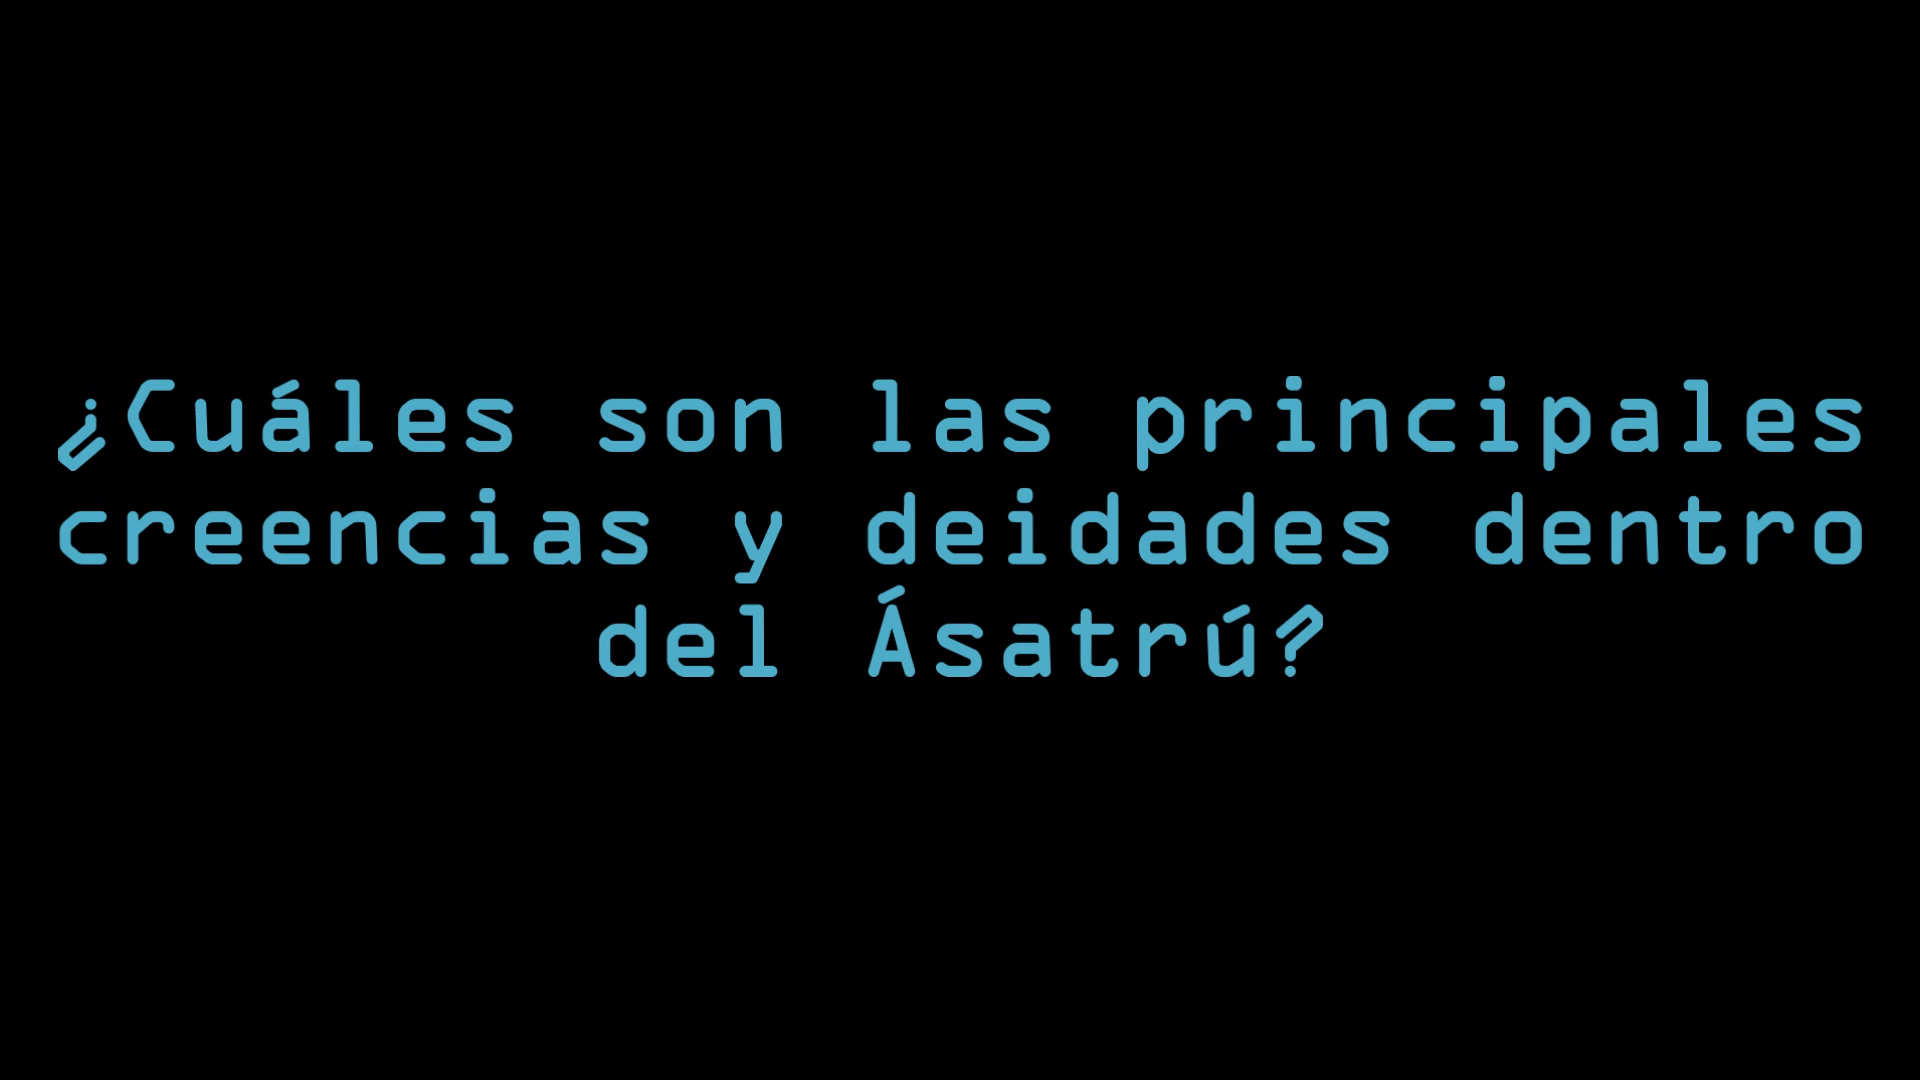 ¿Cuáles son las principales
creencias y deidades dentro
del Ásatrú?